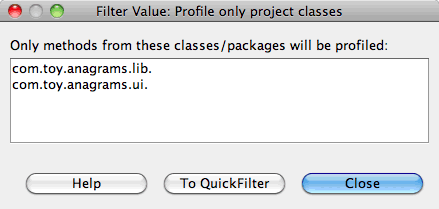 Filter Value: Profile only project classes
Only methods from these classes/packages will be profiled:
com.toy.anagrams.lib.
com.toy.anagrams.ui.
Help
To QuickFilter
Close